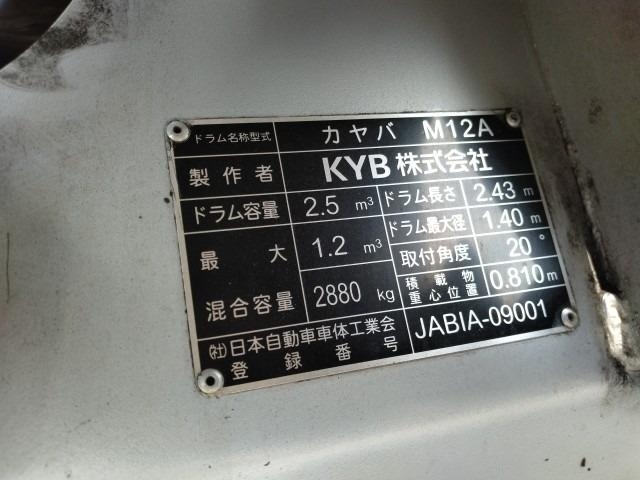 ドラム名称型式 カヤバ M12A
製作者 KYB株式会社
ドラム容量 2.5 m³ ドラム長さ 2.43 m
最大混合容量 1.2 m³ ドラム最大径 1.40 m
2880 kg 取付角度 20°
積載物重心位置 0.810 m
(社)日本自動車車体工業会
登録番号 JABIA-09001